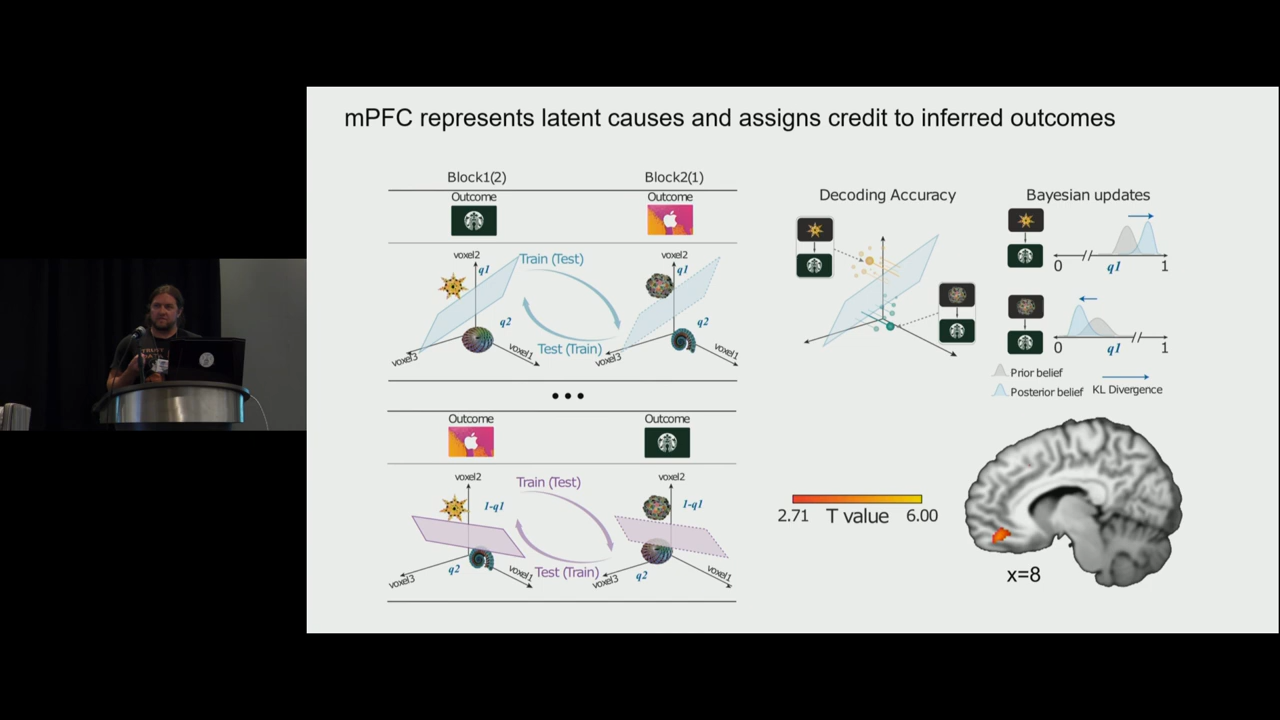 mPFC represents latent causes and assigns credit to inferred outcomes
Block1(2)
Block2(1)
Outcome
Outcome
voxel2
q1
Train (Test)
voxel2
q1
q2
q2
Test (Train)
voxel3
voxel1
voxel3
voxel1
Outcome
Outcome
voxel2
Train (Test)
voxel2
1-q1
1-q1
q2
Test (Train)
q2
voxel3
voxel1
voxel3
voxel1
Decoding Accuracy
Bayesian updates
0
q1
1
0
q1
1
Prior belief
Posterior belief
KL Divergence
2.71
T value
6.00
x=8